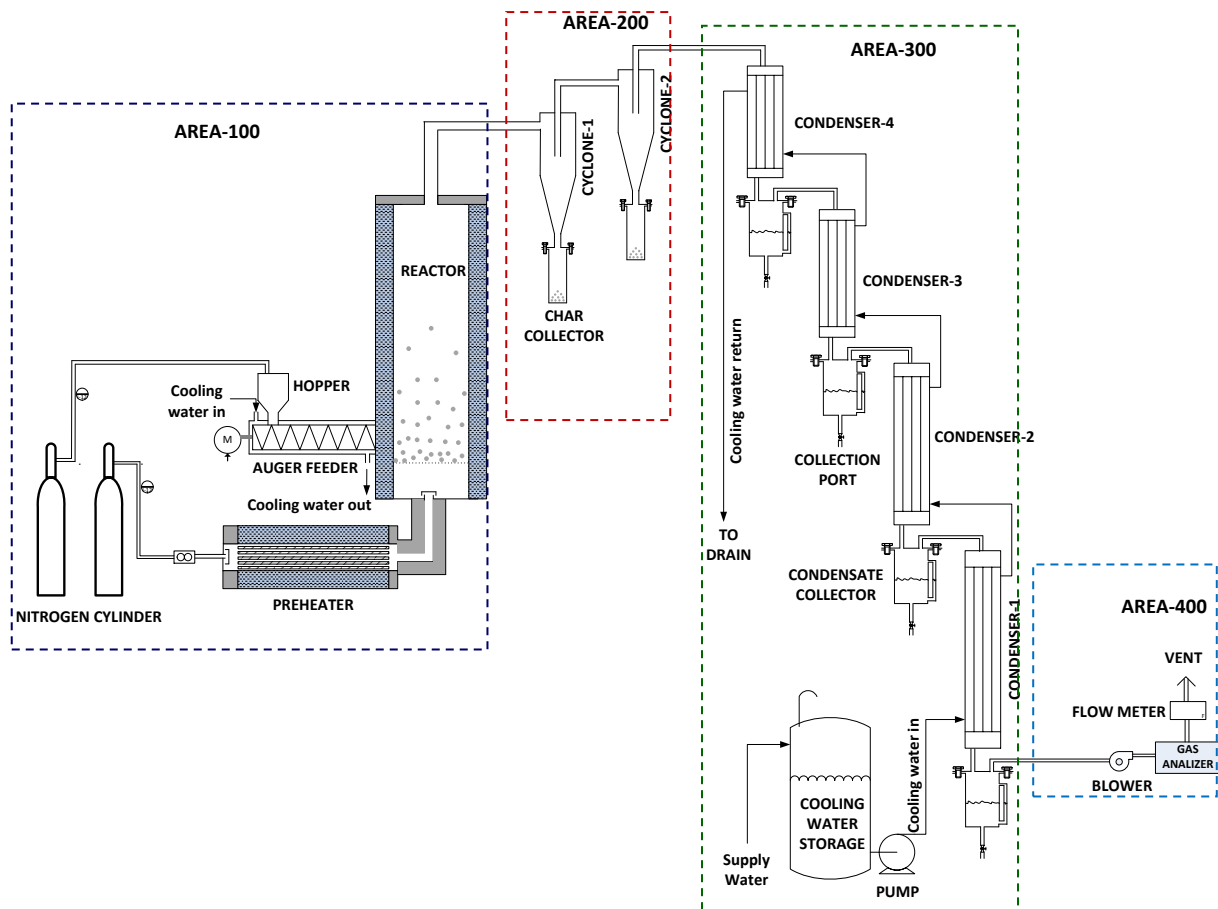 AREA-100
REACTOR
HOPPER
Cooling
water in
M
AUGER FEEDER
Cooling water out
PREHEATER
NITROGEN CYLINDER
AREA-200
CYCLONE-1
CYCLONE-2
CHAR
COLLECTOR
AREA-300
CONDENSER-4
CONDENSER-3
CONDENSER-2
CONDENSER-1
COLLECTION
PORT
CONDENSATE
COLLECTOR
Cooling water return
TO
DRAIN
COOLING
WATER
STORAGE
Supply
Water
PUMP
Cooling water in
AREA-400
VENT
FLOW METER
GAS
ANALIZER
BLOWER